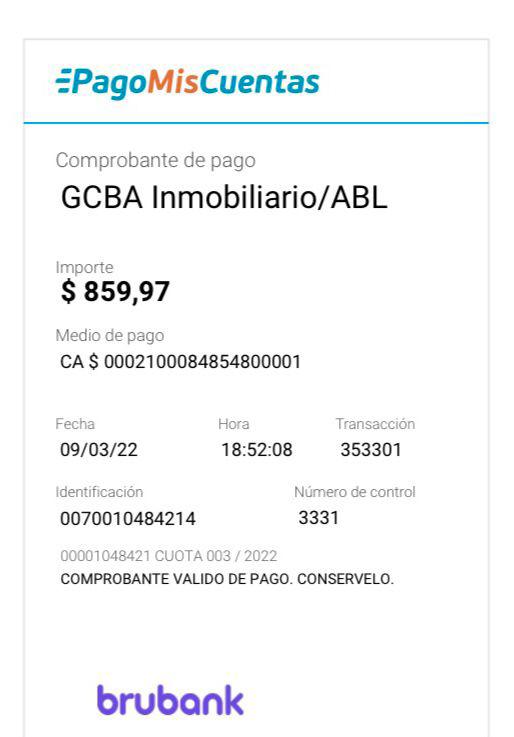 PagoMisCuentas
Comprobante de pago
GCBA Inmobiliario/ABL
Importe
$ 859,97
Medio de pago
CA $ 0002100084854800001
Fecha Hora Transacción
09/03/22 18:52:08 353301
Identificación Número de control
0070010484214 3331
00001048421 CUOTA 003 / 2022
COMPROBANTE VALIDO DE PAGO. CONSERVELO.
brubank